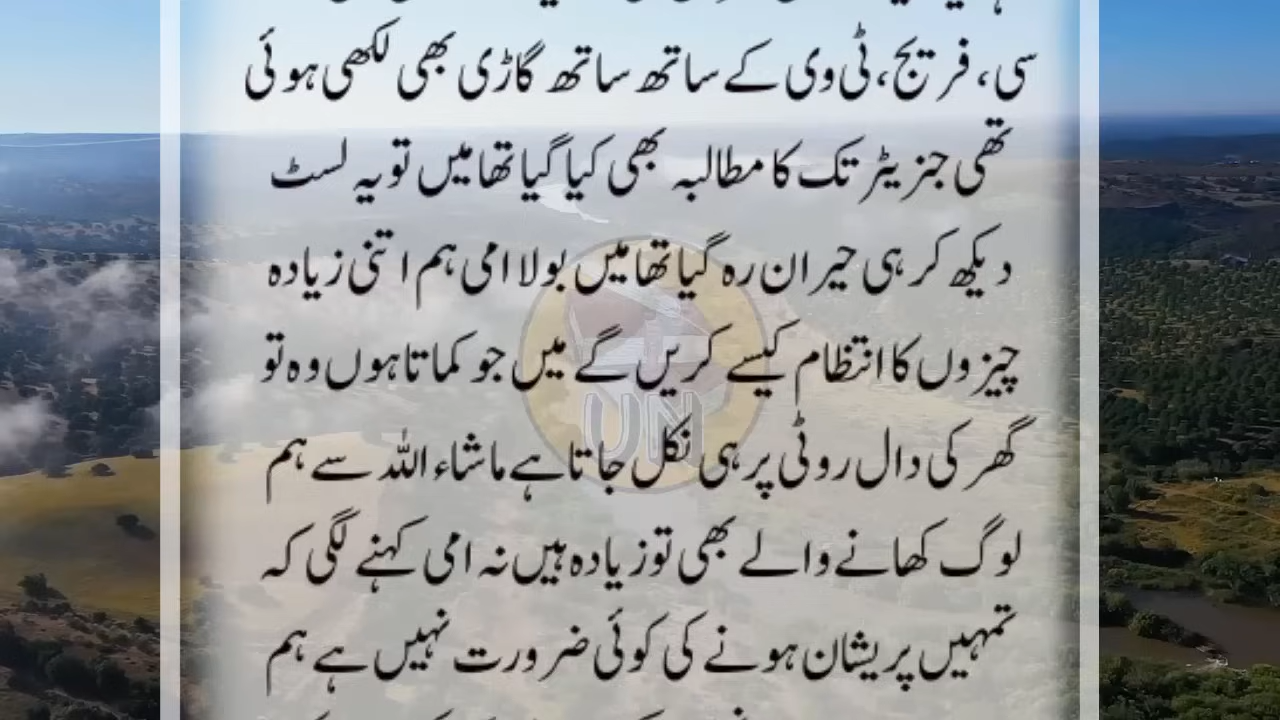 سی، فریج، ٹی وی کے ساتھ ساتھ گاڑی بھی لکھی ہوئی
تھی جنریٹر تک کا مطالبہ بھی کیا گیا تھا میں تو یہ لسٹ
دیکھ کر ہی حیران رہ گیا تھا میں بولا امی ہم اتنی زیادہ
چیزوں کا انتظام کیسے کریں گے میں جو کماتا ہوں وہ تو
گھر کی دال روٹی پر ہی نکل جاتا ہے ماشاء اللہ سے ہم
لوگ کھانے والے بھی تو زیادہ ہیں نہ امی کہنے لگی کہ
تمہیں پریشان ہونے کی کوئی ضرورت نہیں ہے ہم
UN